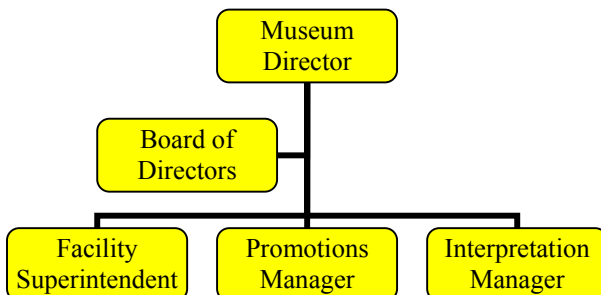 Museum
Director
Board of
Directors
Facility
Superintendent
Promotions
Manager
Interpretation
Manager